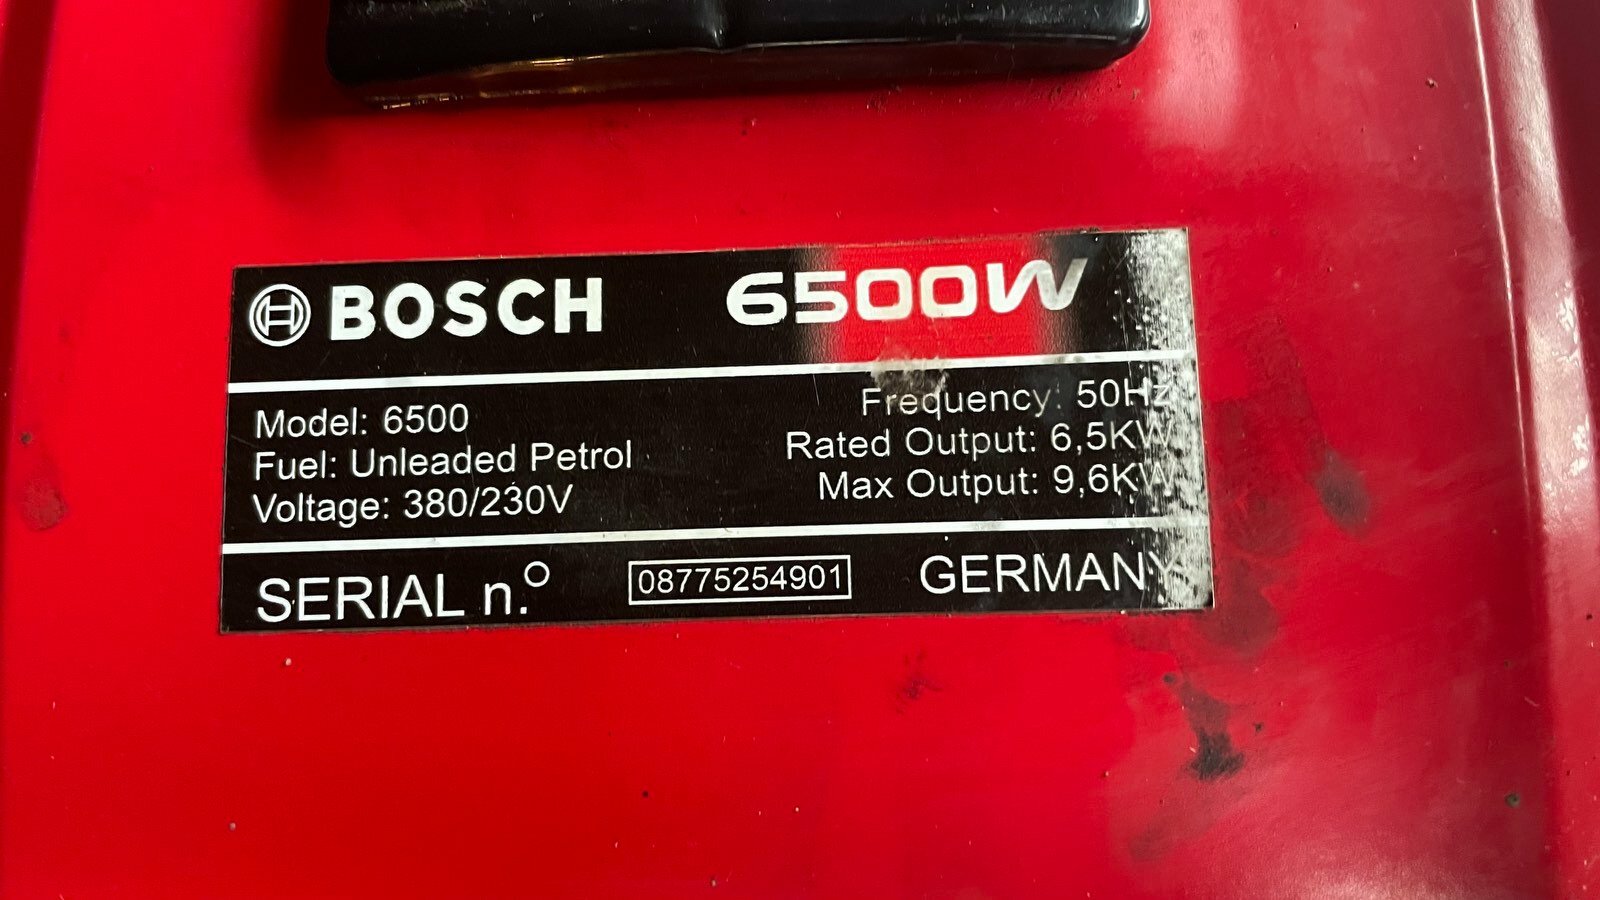 BOSCH 6500W
Model: 6500
Fuel: Unleaded Petrol
Voltage: 380/230V
Frequency: 50Hz
Rated Output: 6,5KW
Max Output: 9,6KW
SERIAL n.º 08775254901 GERMANY